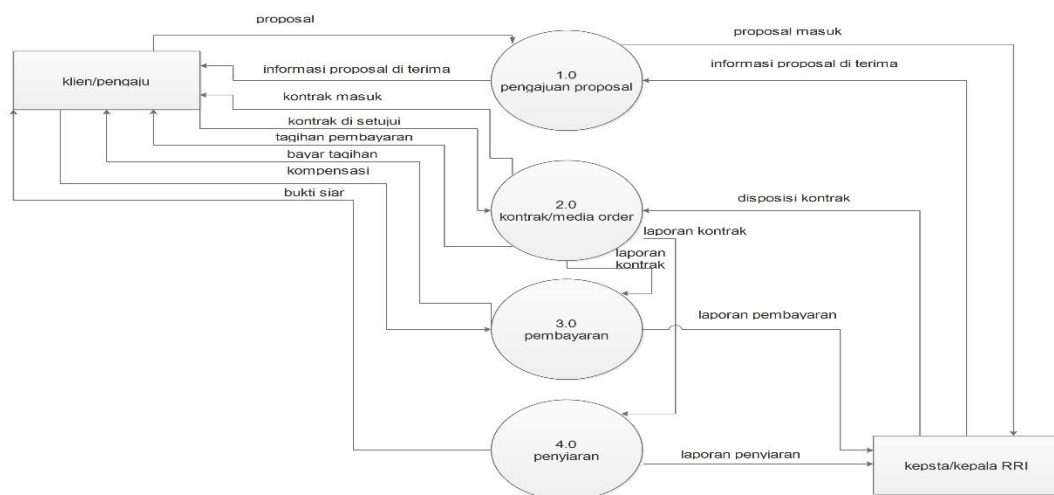 proposal
proposal masuk
1.0
pengajuan proposal
klien/pengaju
informasi proposal di terima
informasi proposal di terima
kontrak masuk
kontrak di setujui
tagihan pembayaran
bayar tagihan
kompensasi
bukti siar
2.0
kontrak/media order
disposisi kontrak
laporan kontrak
laporan
kontrak
3.0
pembayaran
laporan pembayaran
4.0
penyiaran
laporan penyiaran
kepsta/kepala RRI